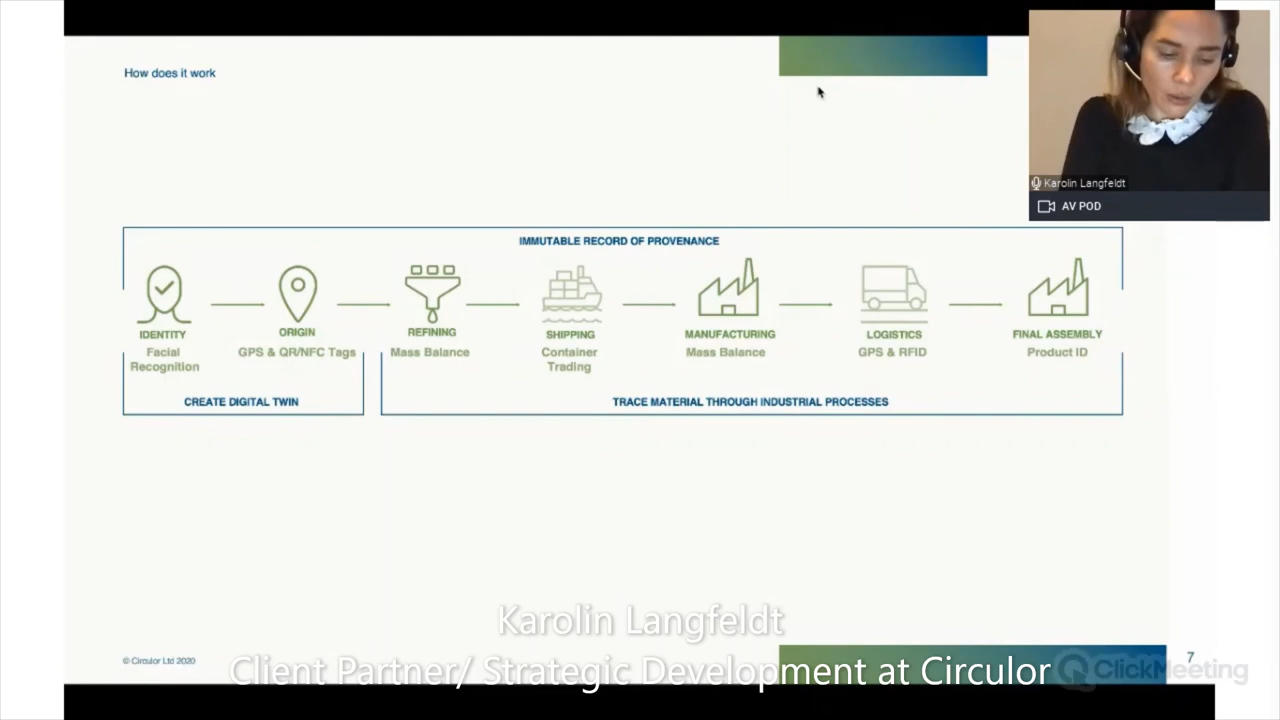 How does it work
Karolin Langfeldt
AV POD
IMMUTABLE RECORD OF PROVENANCE
IDENTITY
Facial
Recognition
ORIGIN
GPS & QR/NFC Tags
REFINING
Mass Balance
SHIPPING
Container
Trading
MANUFACTURING
Mass Balance
LOGISTICS
GPS & RFID
FINAL ASSEMBLY
Product ID
CREATE DIGITAL TWIN
TRACE MATERIAL THROUGH INDUSTRIAL PROCESSES
Karolin Langfeldt
Client Partner/ Strategic Development at Circulor
© Circulor Ltd 2020
7
ClickMeeting